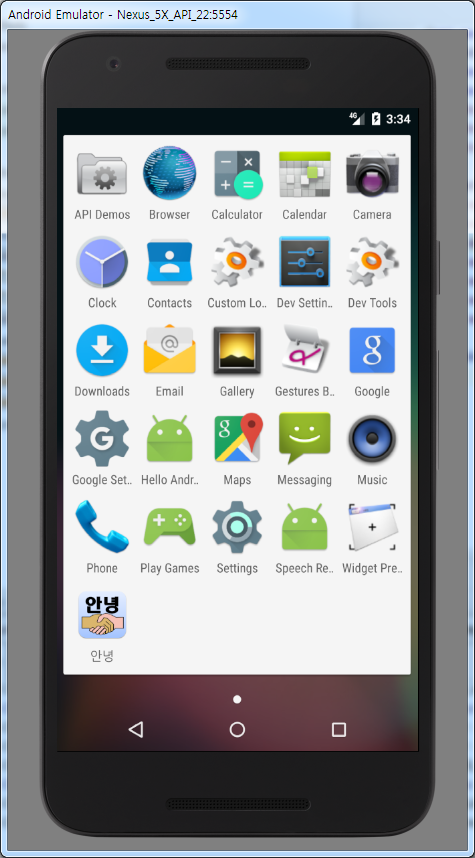 Android Emulator - Nexus_5X_API_22:5554
4G 3:34
API Demos Browser Calculator Calendar Camera
Clock Contacts Custom Lo.. Dev Settin.. Dev Tools
@
g
Downloads Email Gallery Gestures B.. Google
G g
Google Set.. Hello Andr.. Maps Messaging Music
Phone Play Games Settings Speech Re.. Widget Pre..
안녕
안녕